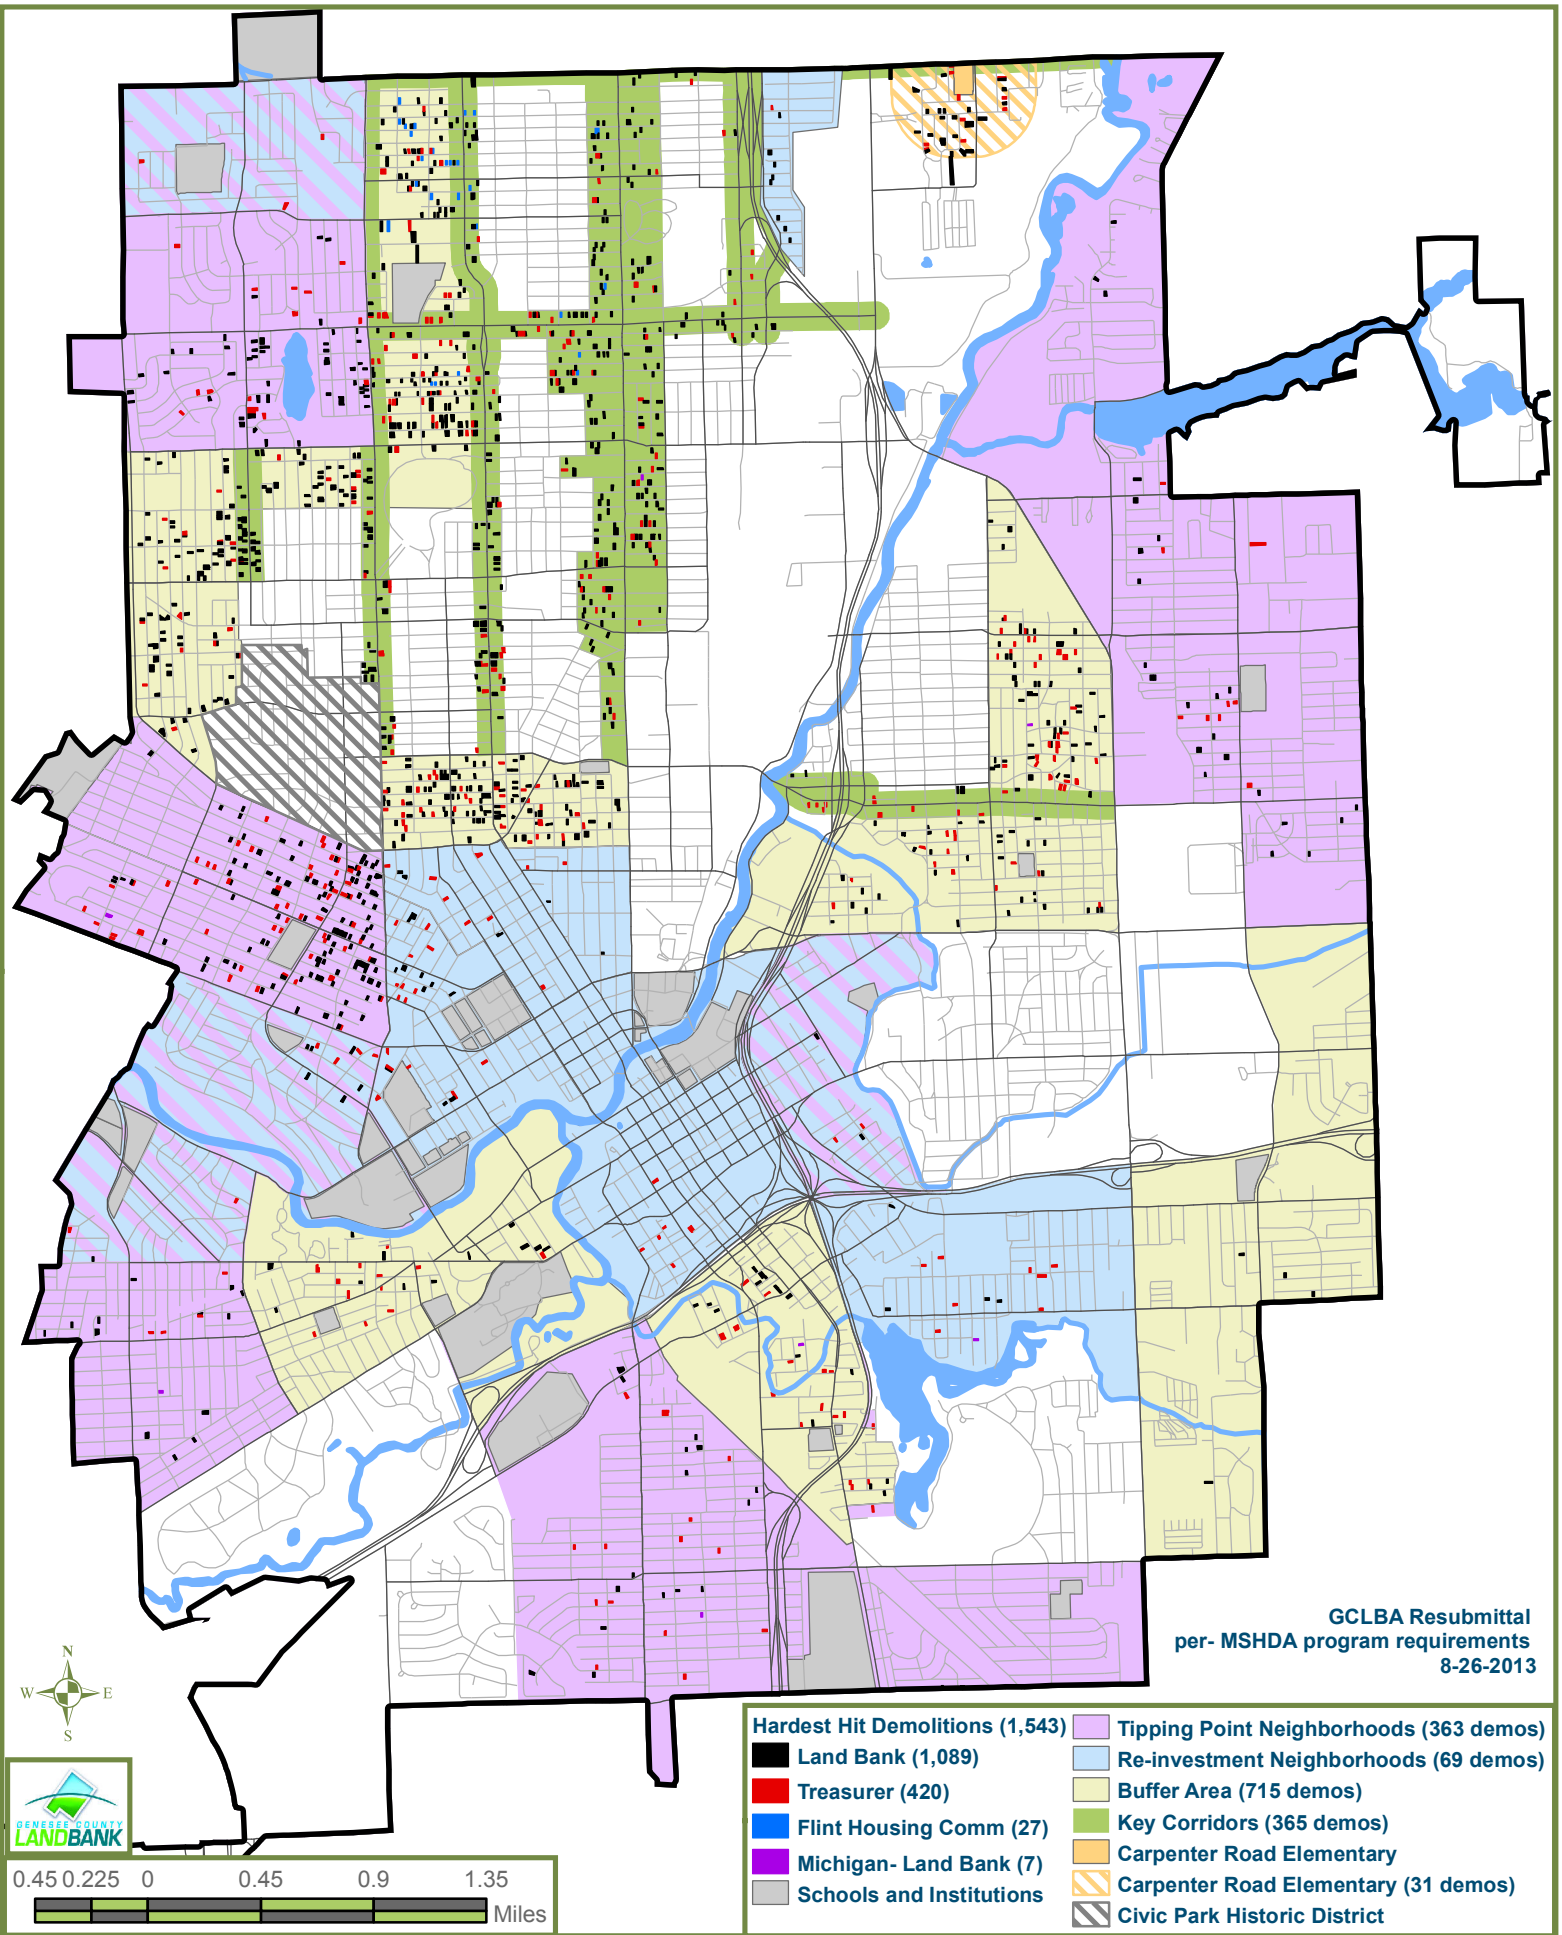 GCLBA Resubmittal
per- MSHDA program requirements
8-26-2013
N
W E
S
GENESEE COUNTY
LANDBANK
0.45 0.225 0 0.45 0.9 1.35
Miles
Hardest Hit Demolitions (1,543)
Land Bank (1,089)
Treasurer (420)
Flint Housing Comm (27)
Michigan- Land Bank (7)
Schools and Institutions
Tipping Point Neighborhoods (363 demos)
Re-investment Neighborhoods (69 demos)
Buffer Area (715 demos)
Key Corridors (365 demos)
Carpenter Road Elementary
Carpenter Road Elementary (31 demos)
Civic Park Historic District